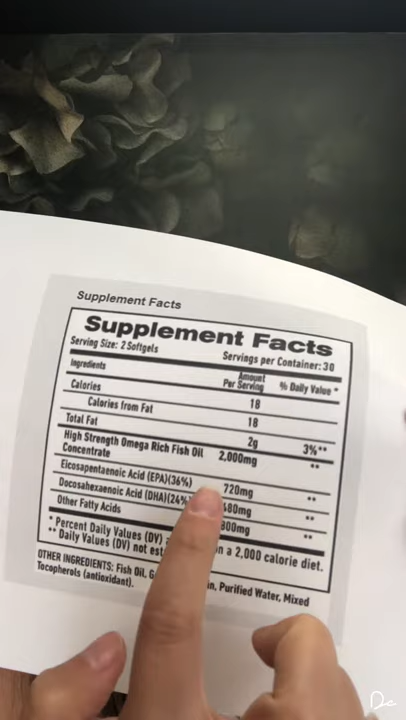 Supplement Facts
Supplement Facts
Serving Size: 2 Softgels Servings per Container: 30
Ingredients Amount Per Serving % Daily Value *
Calories 18
Calories from Fat 18
Total Fat 2g 3%**
High Strength Omega Rich Fish Oil Concentrate 2,000mg **
Eicosapentaenoic Acid (EPA)(36%) 720mg **
Docosahexaenoic Acid (DHA)(24% 480mg **
Other Fatty Acids 800mg **
* Percent Daily Values (DV) a 2,000 calorie diet.
** Daily Values (DV) not
OTHER INGREDIENTS: Fish Oil, Purified Water, Mixed
Tocopherols (antioxidant).